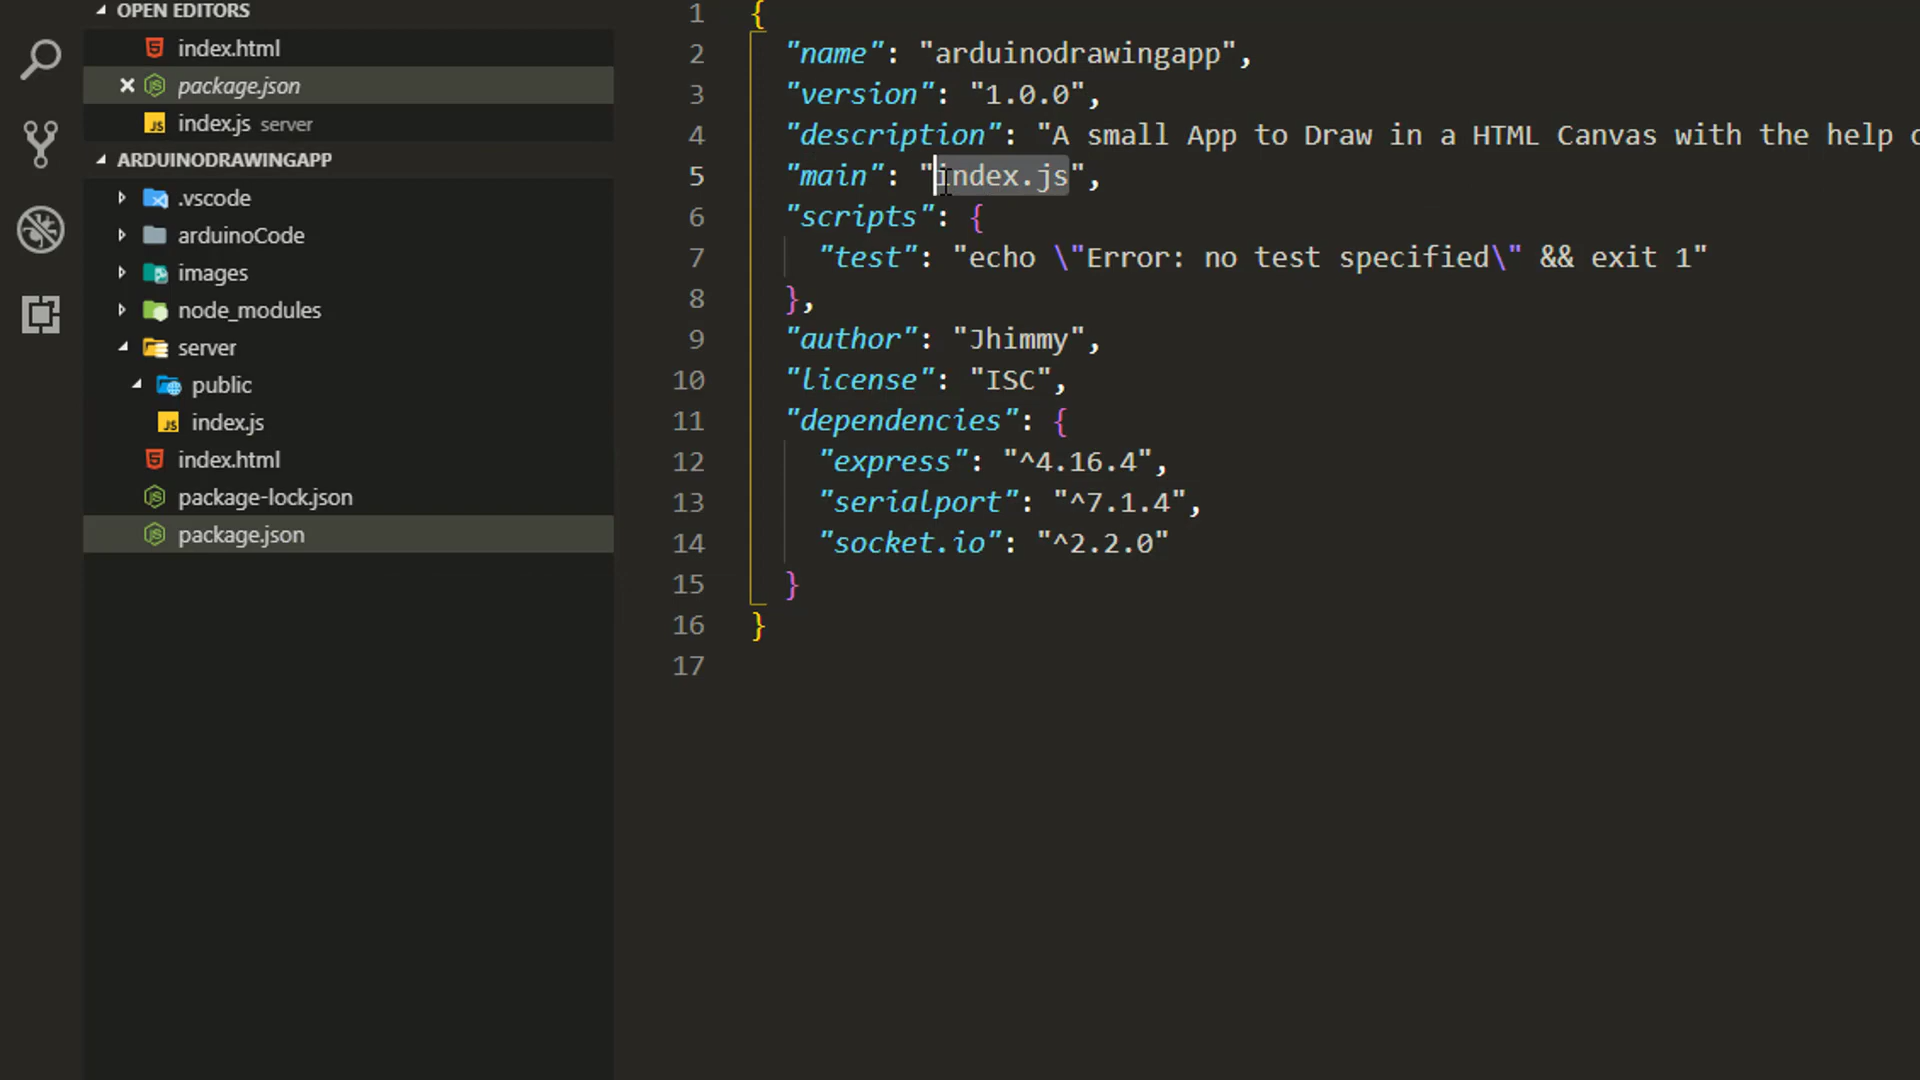 OPEN EDITORS
index.html
package.json
index.js server
ARDUINODRAWINGAPP
.vscode
arduinoCode
images
node_modules
server
public
index.js
index.html
package-lock.json
package.json
1 {
2 "name": "arduinodrawingapp",
3 "version": "1.0.0",
4 "description": "A small App to Draw in a HTML Canvas with the help
5 "main": "index.js",
6 "scripts": {
7 "test": "echo \"Error: no test specified\" && exit 1"
8 },
9 "author": "Jhimmy",
10 "license": "ISC",
11 "dependencies": {
12 "express": "^4.16.4",
13 "serialport": "^7.1.4",
14 "socket.io": "^2.2.0"
15 }
16 }
17